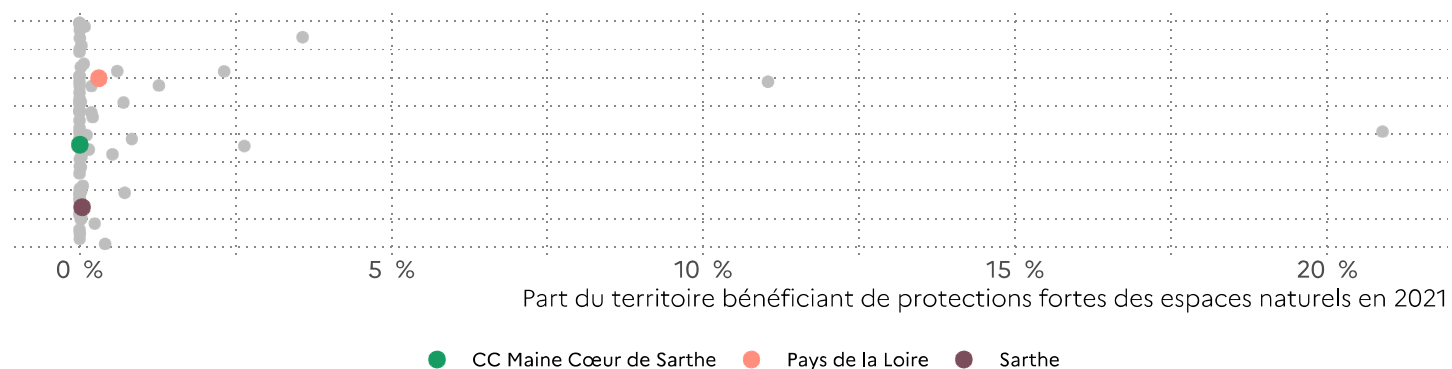 0 % 5 % 10 % 15 % 20 %
Part du territoire bénéficiant de protections fortes des espaces naturels en 2021
CC Maine Cœur de Sarthe Pays de la Loire Sarthe